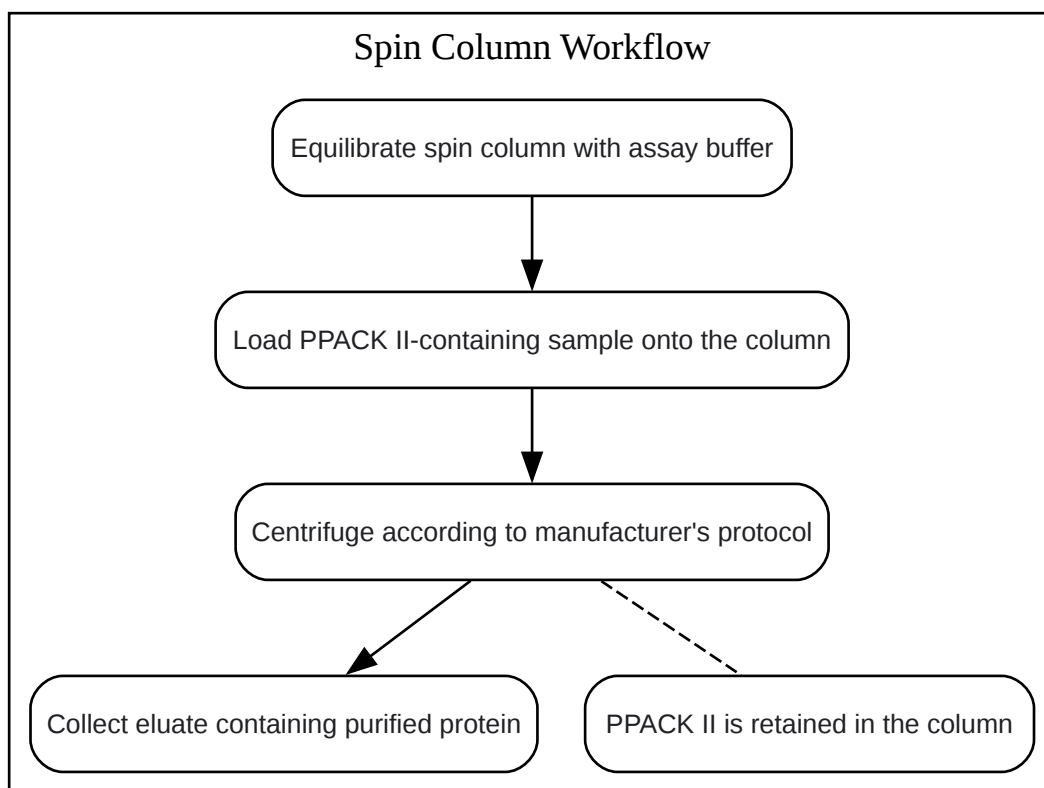 Spin Column Workflow
Equilibrate spin column with assay buffer
Load PPACK II-containing sample onto the column
Centrifuge according to manufacturer's protocol
Collect eluate containing purified protein
PPACK II is retained in the column